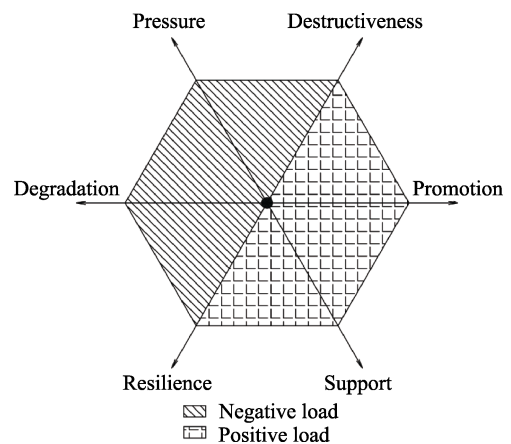 Pressure
Destructiveness
Degradation
Promotion
Resilience
Support
Negative load
Positive load